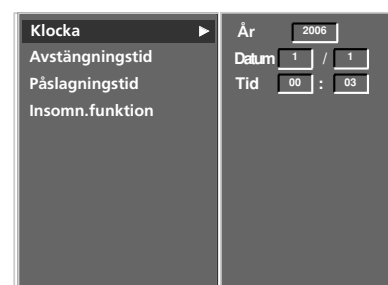 Klocka
Avstängningstid
Påslagningstid
Insomn.funktion
År 2006
Datum 1 / 1
Tid 00 : 03